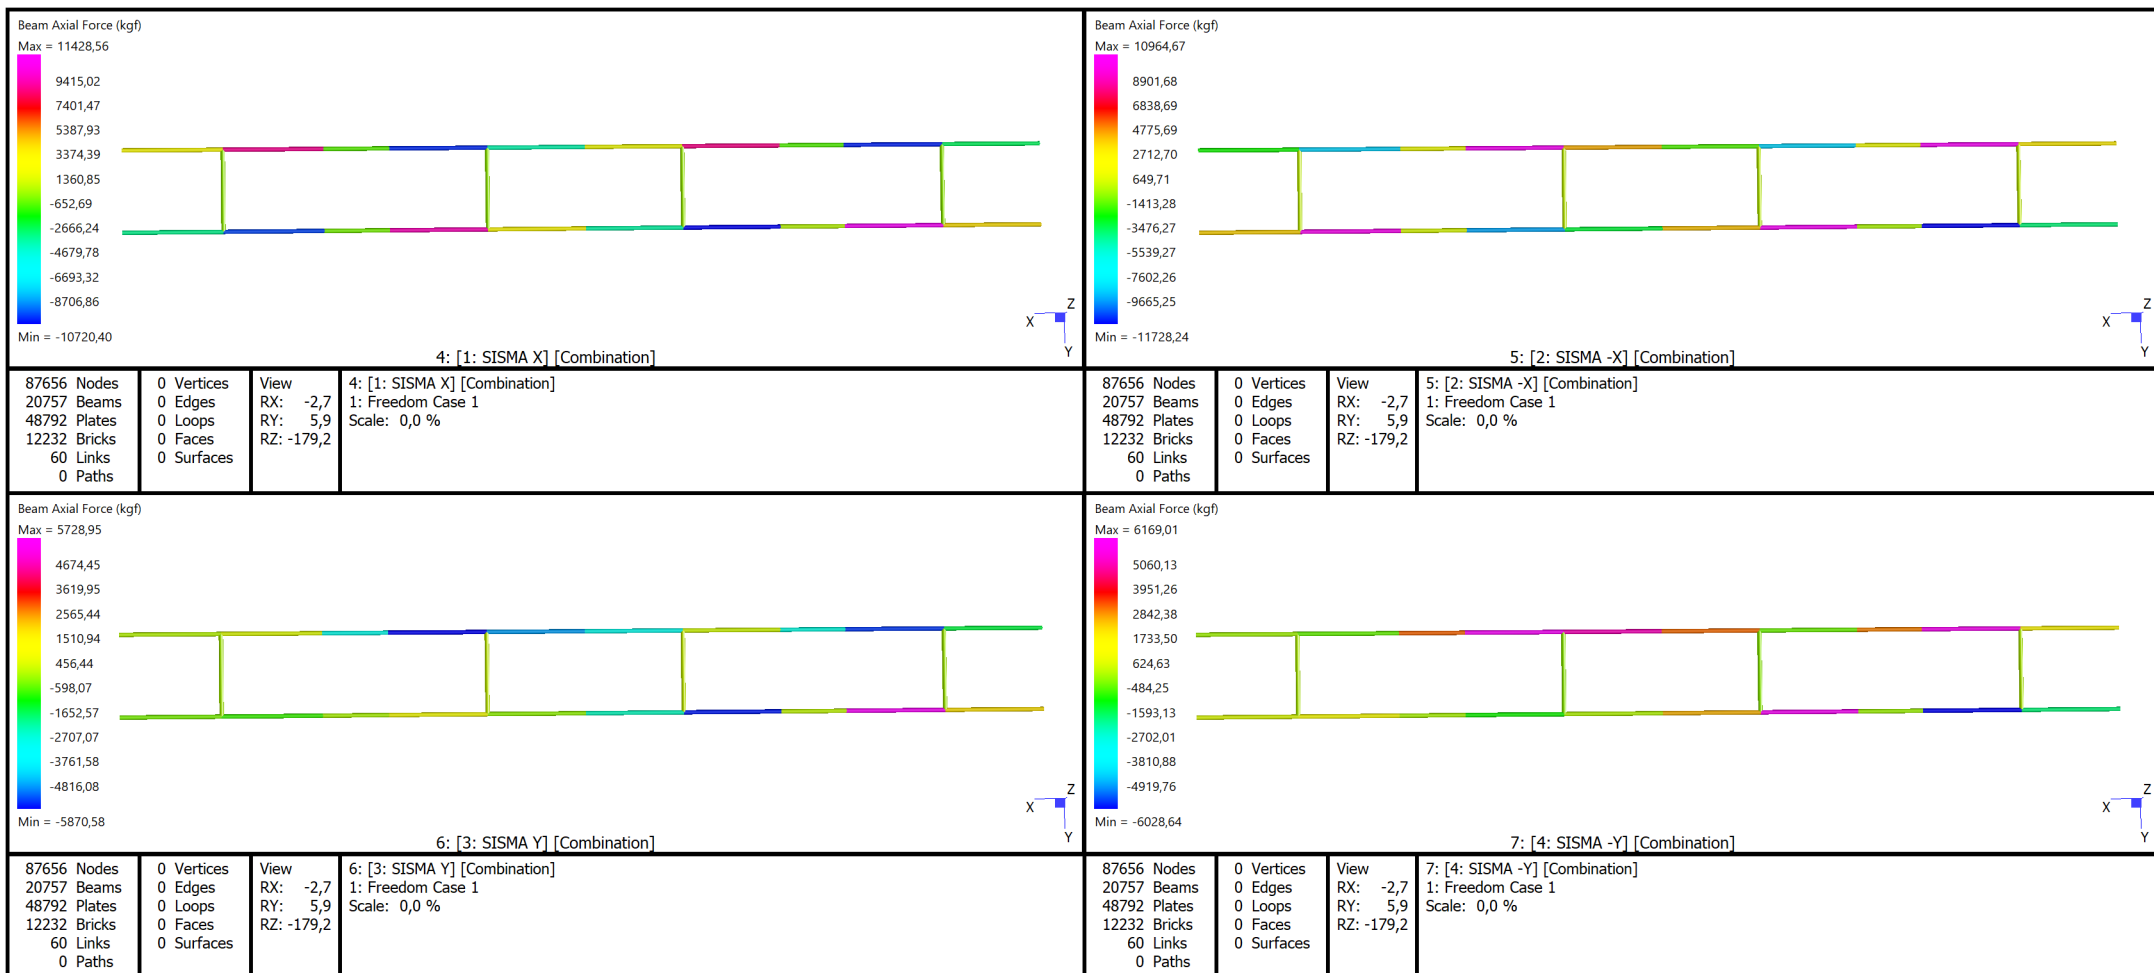 Beam Axial Force (kgf)
Max = 11428,56
9415,02
7401,47
5387,93
3374,39
1360,85
-652,69
-2666,24
-4679,78
-6693,32
-8706,86
Min = -10720,40
X
Z
Y
4: [1: SISMA X] [Combination]
87656 Nodes
20757 Beams
48792 Plates
12232 Bricks
60 Links
0 Paths
0 Vertices
0 Edges
0 Loops
0 Faces
0 Surfaces
View
RX: -2,7
RY: 5,9
RZ: -179,2
4: [1: SISMA X] [Combination]
1: Freedom Case 1
Scale: 0,0 %
Beam Axial Force (kgf)
Max = 10964,67
8901,68
6838,69
4775,69
2712,70
649,71
-1413,28
-3476,27
-5539,27
-7602,26
-9665,25
Min = -11728,24
X
Z
Y
5: [2: SISMA -X] [Combination]
87656 Nodes
20757 Beams
48792 Plates
12232 Bricks
60 Links
0 Paths
0 Vertices
0 Edges
0 Loops
0 Faces
0 Surfaces
View
RX: -2,7
RY: 5,9
RZ: -179,2
5: [2: SISMA -X] [Combination]
1: Freedom Case 1
Scale: 0,0 %
Beam Axial Force (kgf)
Max = 5728,95
4674,45
3619,95
2565,44
1510,94
456,44
-598,07
-1652,57
-2707,07
-3761,58
-4816,08
Min = -5870,58
X
Z
Y
6: [3: SISMA Y] [Combination]
87656 Nodes
20757 Beams
48792 Plates
12232 Bricks
60 Links
0 Paths
0 Vertices
0 Edges
0 Loops
0 Faces
0 Surfaces
View
RX: -2,7
RY: 5,9
RZ: -179,2
6: [3: SISMA Y] [Combination]
1: Freedom Case 1
Scale: 0,0 %
Beam Axial Force (kgf)
Max = 6169,01
5060,13
3951,26
2842,38
1733,50
624,63
-484,25
-1593,13
-2702,01
-3810,88
-4919,76
Min = -6028,64
X
Z
Y
7: [4: SISMA -Y] [Combination]
87656 Nodes
20757 Beams
48792 Plates
12232 Bricks
60 Links
0 Paths
0 Vertices
0 Edges
0 Loops
0 Faces
0 Surfaces
View
RX: -2,7
RY: 5,9
RZ: -179,2
7: [4: SISMA -Y] [Combination]
1: Freedom Case 1
Scale: 0,0 %